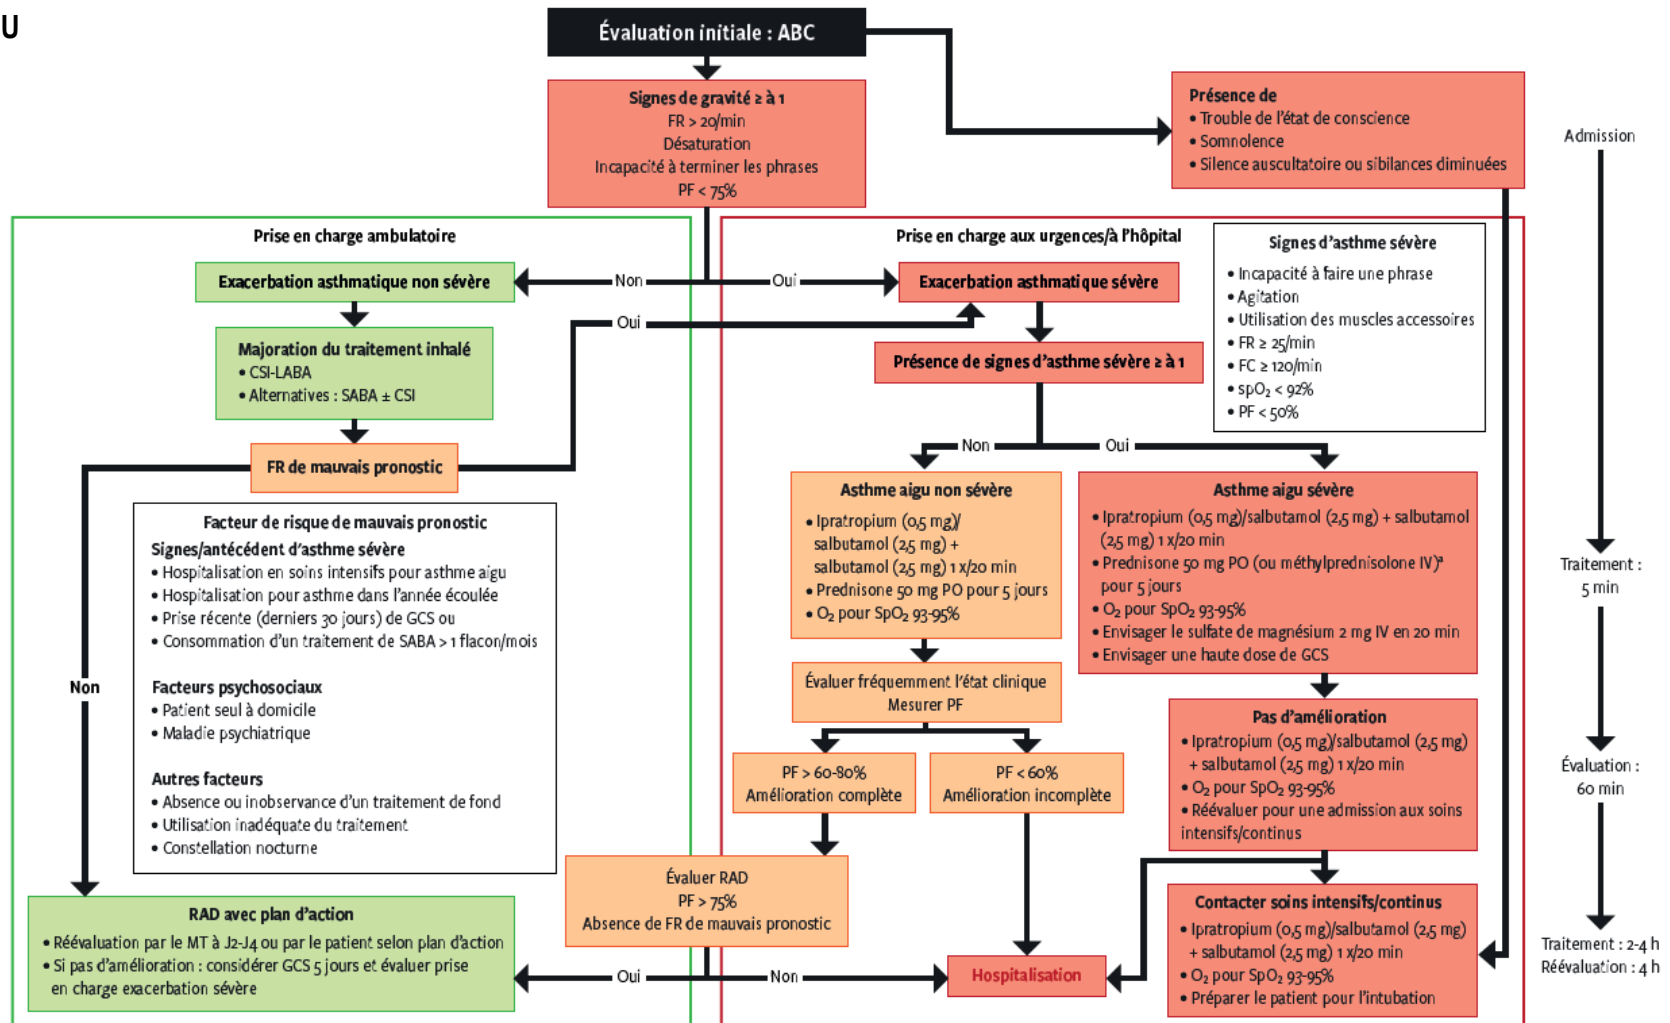 U
Évaluation initiale : ABC
Signes de gravité ≥ à 1
FR > 20/min
Désaturation
Incapacité à terminer les phrases
PF < 75%
Présence de
• Trouble de l'état de conscience
• Somnolence
• Silence auscultatoire ou sibilances diminuées
Admission
Prise en charge ambulatoire
Prise en charge aux urgences/à l'hôpital
Non
Oui
Exacerbation asthmatique non sévère
Exacerbation asthmatique sévère
Oui
Signes d'asthme sévère
• Incapacité à faire une phrase
• Agitation
• Utilisation des muscles accessoires
• FR ≥ 25/min
• FC ≥ 120/min
• spO₂ < 92%
• PF < 50%
Majoration du traitement inhalé
• CSI-LABA
• Alternatives : SABA ± CSI
Présence de signes d'asthme sévère ≥ à 1
Non
Oui
FR de mauvais pronostic
Facteur de risque de mauvais pronostic
Signes/antécédent d'asthme sévère
• Hospitalisation en soins intensifs pour asthme aigu
• Hospitalisation pour asthme dans l'année écoulée
• Prise récente (derniers 30 jours) de GCS ou
• Consommation d'un traitement de SABA > 1 flacon/mois
Facteurs psychosociaux
• Patient seul à domicile
• Maladie psychiatrique
Autres facteurs
• Absence ou inobservance d'un traitement de fond
• Utilisation inadéquate du traitement
• Constellation nocturne
Non
Asthme aigu non sévère
• Ipratropium (0,5 mg)/
salbutamol (2,5 mg) +
salbutamol (2,5 mg) 1 x/20 min
• Prednisone 50 mg PO pour 5 jours
• O₂ pour SpO₂ 93-95%
Asthme aigu sévère
• Ipratropium (0,5 mg)/salbutamol (2,5 mg) + salbutamol
(2,5 mg) 1 x/20 min
• Prednisone 50 mg PO (ou méthylprednisolone IV)ª
pour 5 jours
• O₂ pour SpO₂ 93-95%
• Envisager le sulfate de magnésium 2 mg IV en 20 min
• Envisager une haute dose de GCS
Traitement :
5 min
Évaluer fréquemment l'état clinique
Mesurer PF
PF > 60-80%
Amélioration complète
PF < 60%
Amélioration incomplète
Pas d'amélioration
• Ipratropium (0,5 mg)/salbutamol (2,5 mg)
+ salbutamol (2,5 mg) 1 x/20 min
• O₂ pour SpO₂ 93-95%
• Réévaluer pour une admission aux soins
intensifs/continus
Évaluation :
60 min
Évaluer RAD
PF > 75%
Absence de FR de mauvais pronostic
RAD avec plan d'action
• Réévaluation par le MT à J2-J4 ou par le patient selon plan d'action
• Si pas d'amélioration : considérer GCS 5 jours et évaluer prise
en charge exacerbation sévère
Oui
Non
Hospitalisation
Contacter soins intensifs/continus
• Ipratropium (0,5 mg)/salbutamol (2,5 mg)
+ salbutamol (2,5 mg) 1 x/20 min
• O₂ pour SpO₂ 93-95%
• Préparer le patient pour l'intubation
Traitement : 2-4 h
Réévaluation : 4 h